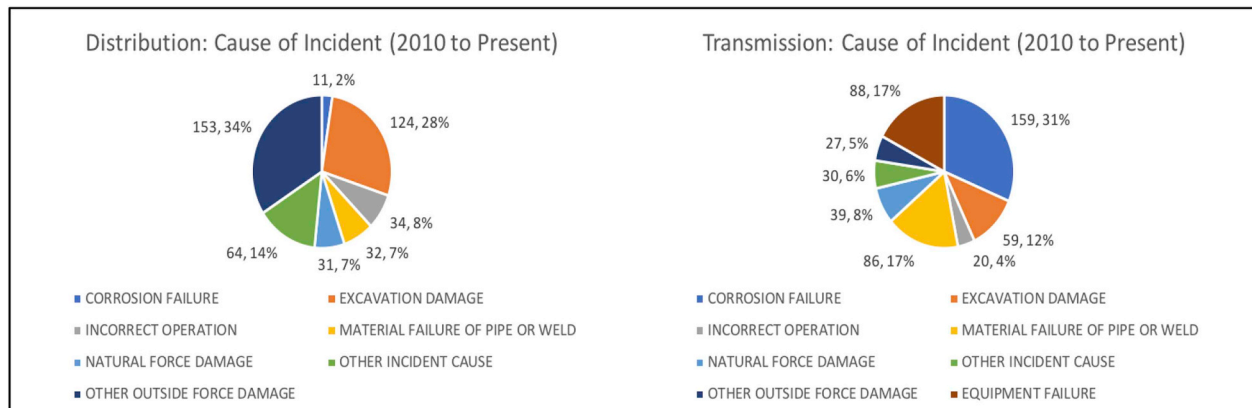 Distribution: Cause of Incident (2010 to Present)
11, 2%
124, 28%
34, 8%
32, 7%
31, 7%
64, 14%
153, 34%
CORROSION FAILURE
EXCAVATION DAMAGE
INCORRECT OPERATION
MATERIAL FAILURE OF PIPE OR WELD
NATURAL FORCE DAMAGE
OTHER INCIDENT CAUSE
OTHER OUTSIDE FORCE DAMAGE
Transmission: Cause of Incident (2010 to Present)
159, 31%
59, 12%
20, 4%
86, 17%
39, 8%
30, 6%
27, 5%
88, 17%
CORROSION FAILURE
EXCAVATION DAMAGE
INCORRECT OPERATION
MATERIAL FAILURE OF PIPE OR WELD
NATURAL FORCE DAMAGE
OTHER INCIDENT CAUSE
OTHER OUTSIDE FORCE DAMAGE
EQUIPMENT FAILURE